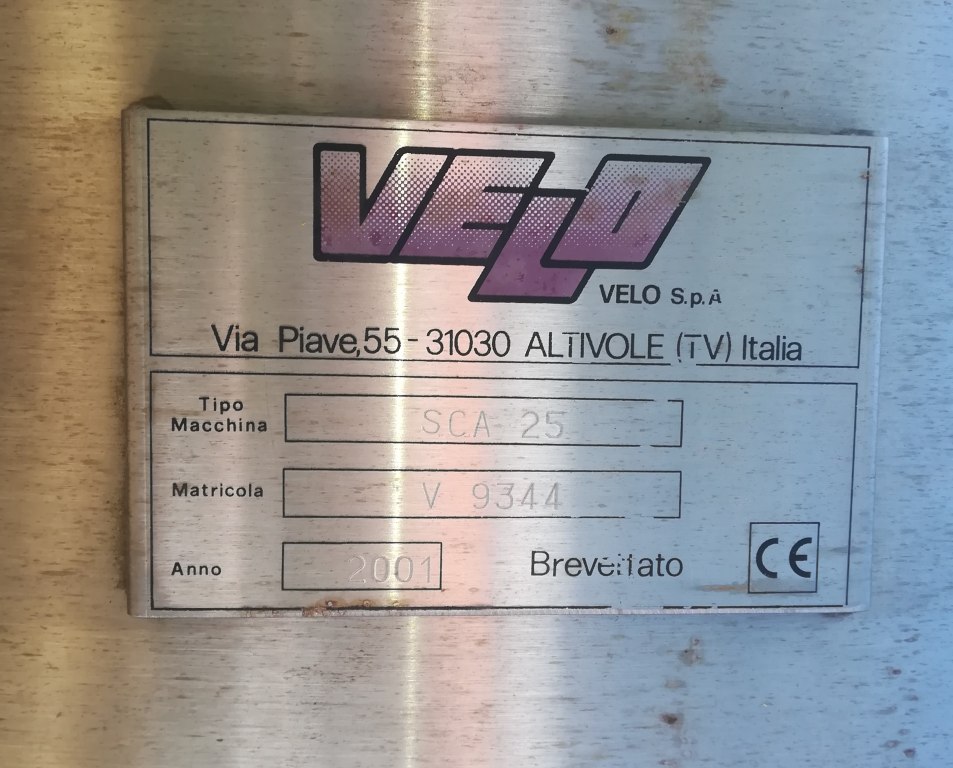 VELO
VELO S.p.A
Via Piave,55-31030 ALTIVOLE (TV) Italia
Tipo
Macchina
SCA 25
Matricola
V 9344
Anno
2001
Brevettato
CE